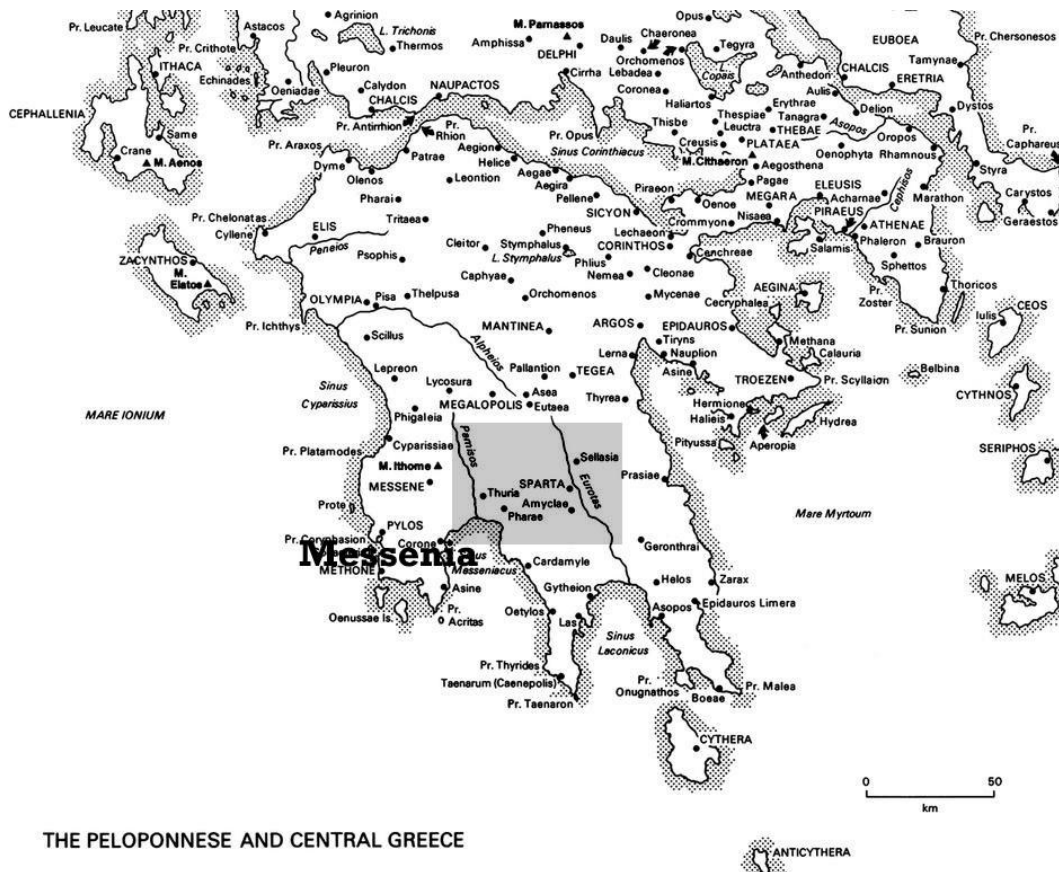 Pr. Leucate
Astacos
Agrinion
L. Trichonis
Thermos
Amphissa
M. Parnassos
DELPHI
Daulis
Chaeronea
Orchomenos
Opus
Tegyra
L. Copais
EUBOEA
Pr. Chersonesos
Tamynae
Pr. Crithote
ITHACA
Echinades
Oeniadae
Pleuron
Calydon
CHALCIS
NAUPACTOS
Cirrha
Lebadea
Coronea
Haliartos
Anthedon
CHALCIS
ERETRIA
Aulis
Delion
Dystos
CEPHALLENIA
Same
Crane
M. Aenos
Pr. Antirrhion
Pr. Rhion
Pr. Araxos
Dyme
Olenos
Patrae
Aegion
Helice
Pr. Opus
Sinus Corinthiacus
Thisbe
Creusis
Thespiae
Leuctra
Erythrae
Tanagra
THEBAE
PLATAEA
Asopos
Oropos
Oenophyta
Rhamnous
Pr. Caphareus
M. Cithaeron
Aegosthena
Pagae
Styra
Carystos
Geraestos
Leontion
Aegae
Aegira
Pellene
Piraeon
Oenoe
MEGARA
ELEUSIS
Acharnae
Cephisos
Marathon
Pharai
Tritaea
SICYON
Crommyon
Nisaea
PIRAEUS
ATHENAE
Phaleron
Salamis
Brauron
Sphettos
Pr. Chelonatas
Cyllene
ELIS
Peneios
Pheneus
Cleitor
Stymphalus
L. Stymphalus
Lechaeon
CORINTHOS
Cenchreae
ZACYNTHOS
M. Elatos
Psophis
Phlius
Nemea
Cleonae
Caphyae
Thelpusa
Orchomenos
Mycenae
AEGINA
Cecryphalea
Pr. Zoster
Thoricos
CEOS
Iulis
Pr. Sunion
OLYMPIA
Pisa
Pr. Ichthys
Scillus
Alpheios
MANTINEA
ARGOS
Tiryns
EPIDAUROS
Methana
Calauria
Lerna
Nauplion
Asine
Belbina
Sinus Cyparissius
Lepreon
Lycosura
Pallantion
TEGEA
TROEZEN
Pr. Scyllaion
CYTHNOS
MARE IONIUM
Phigaleia
MEGALOPOLIS
Asea
Eutaea
Thyrea
Hermione
Halieis
Hydrea
Pityussa
Aperopia
SERIPHOS
Pr. Platamodes
Cyparissiae
Pamisos
M. Ithome
MESSENE
Sellasia
Prasiae
Prote
Thuria
Pharae
SPARTA
Amyclae
Eurotas
Mare Myrtoum
PYLOS
Pr. Coryphasion
Corone
Messenia
Messeniacus
METHONE
Cardamyle
Geronthrai
Asine
Gytheion
Helos
Zarax
MELOS
Oenussae Is.
Pr. Acritas
Oetylos
Las
Asopos
Epidauros Limera
Sinus Laconicus
Pr. Thyrides
Taenarum (Caenepolis)
Pr. Taenaron
Pr. Onugnathos
Boeae
Pr. Malea
CYTHERA
0 50
km
THE PELOPONNESE AND CENTRAL GREECE
ANTICYTHERA